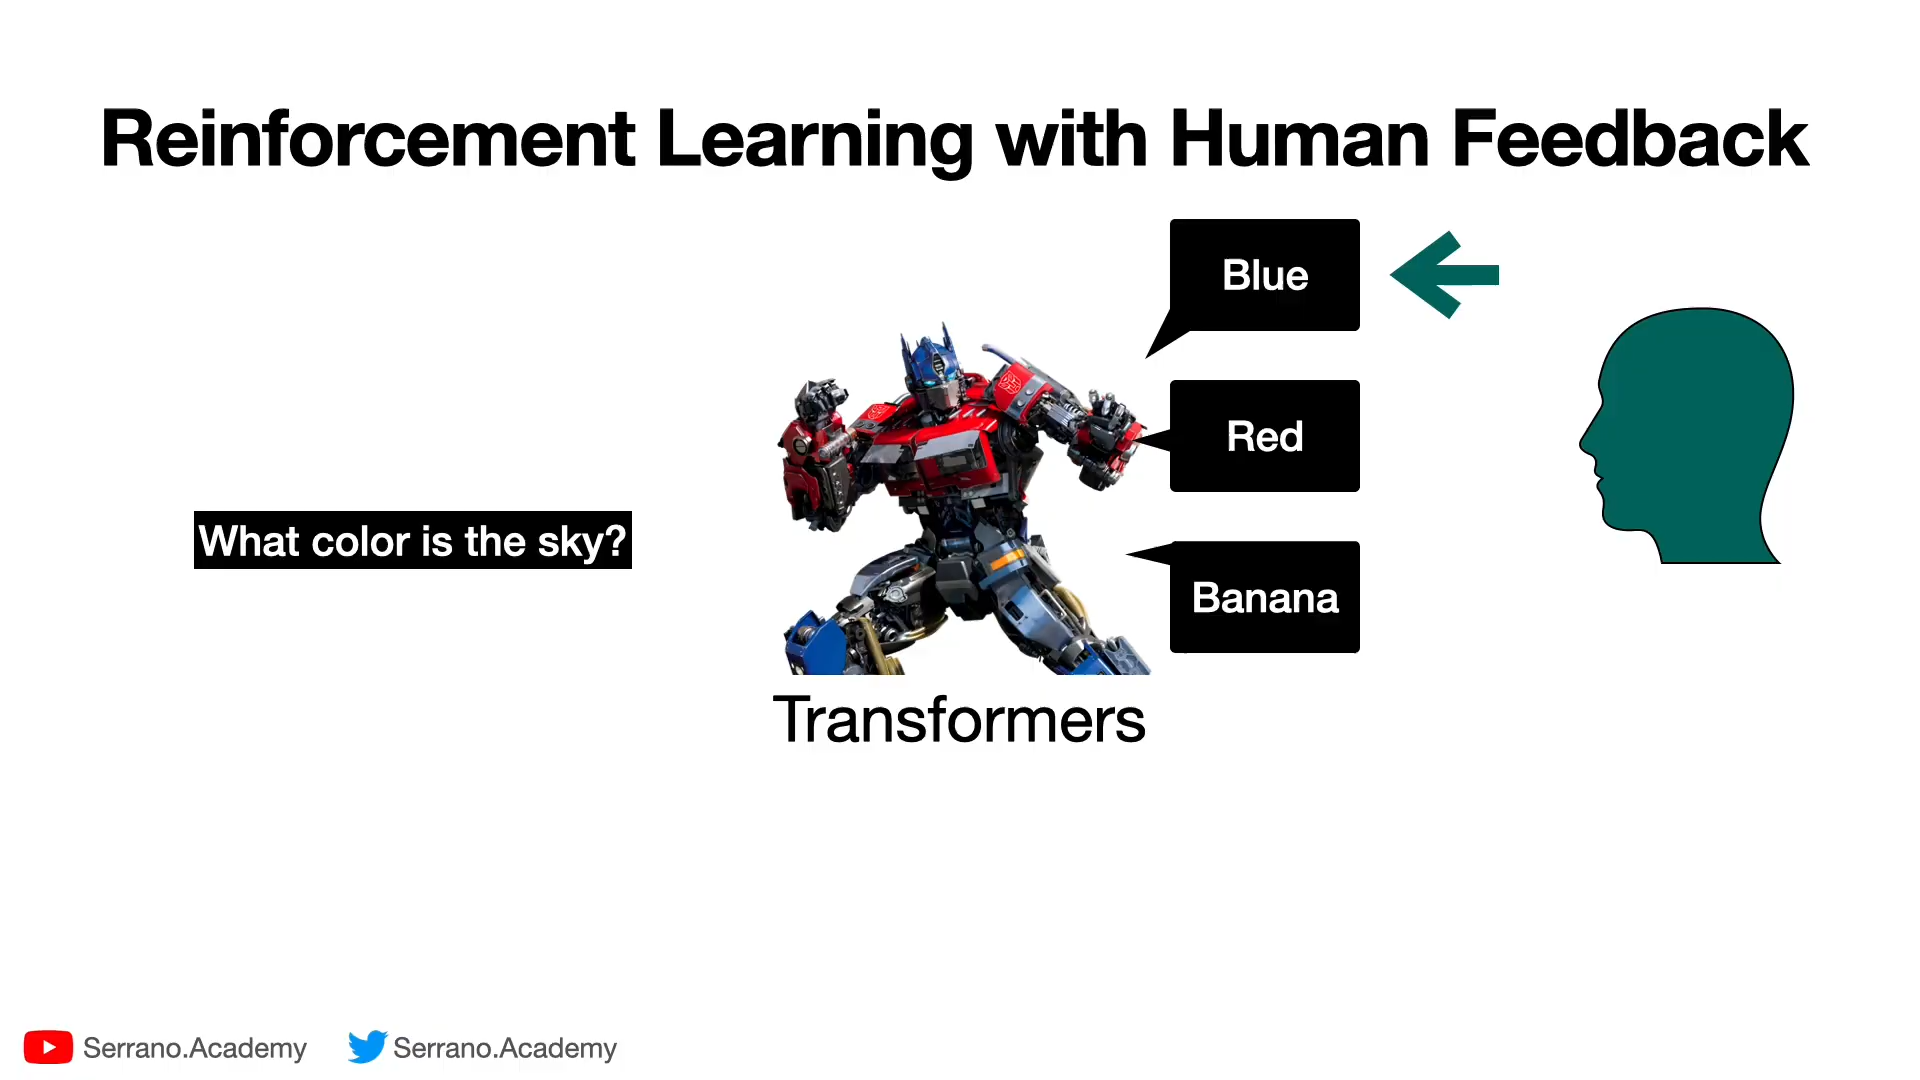 Reinforcement Learning with Human Feedback
Blue
Red
What color is the sky?
Banana
Transformers
Serrano.Academy
Serrano.Academy